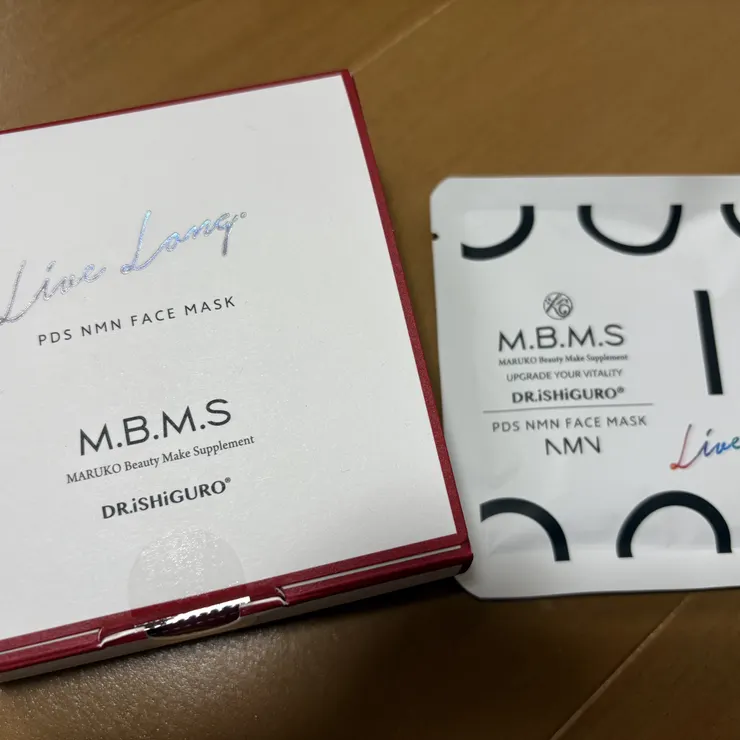 Live Long
PDS NMN FACE MASK
M.B.M.S
MARUKO Beauty Make Supplement
DR.iSHiGURO®
M.B.M.S
MARUKO Beauty Make Supplement
UPGRADE YOUR VITALITY
DR.iSHiGURO®
PDS NMN FACE MASK
NMN
Live